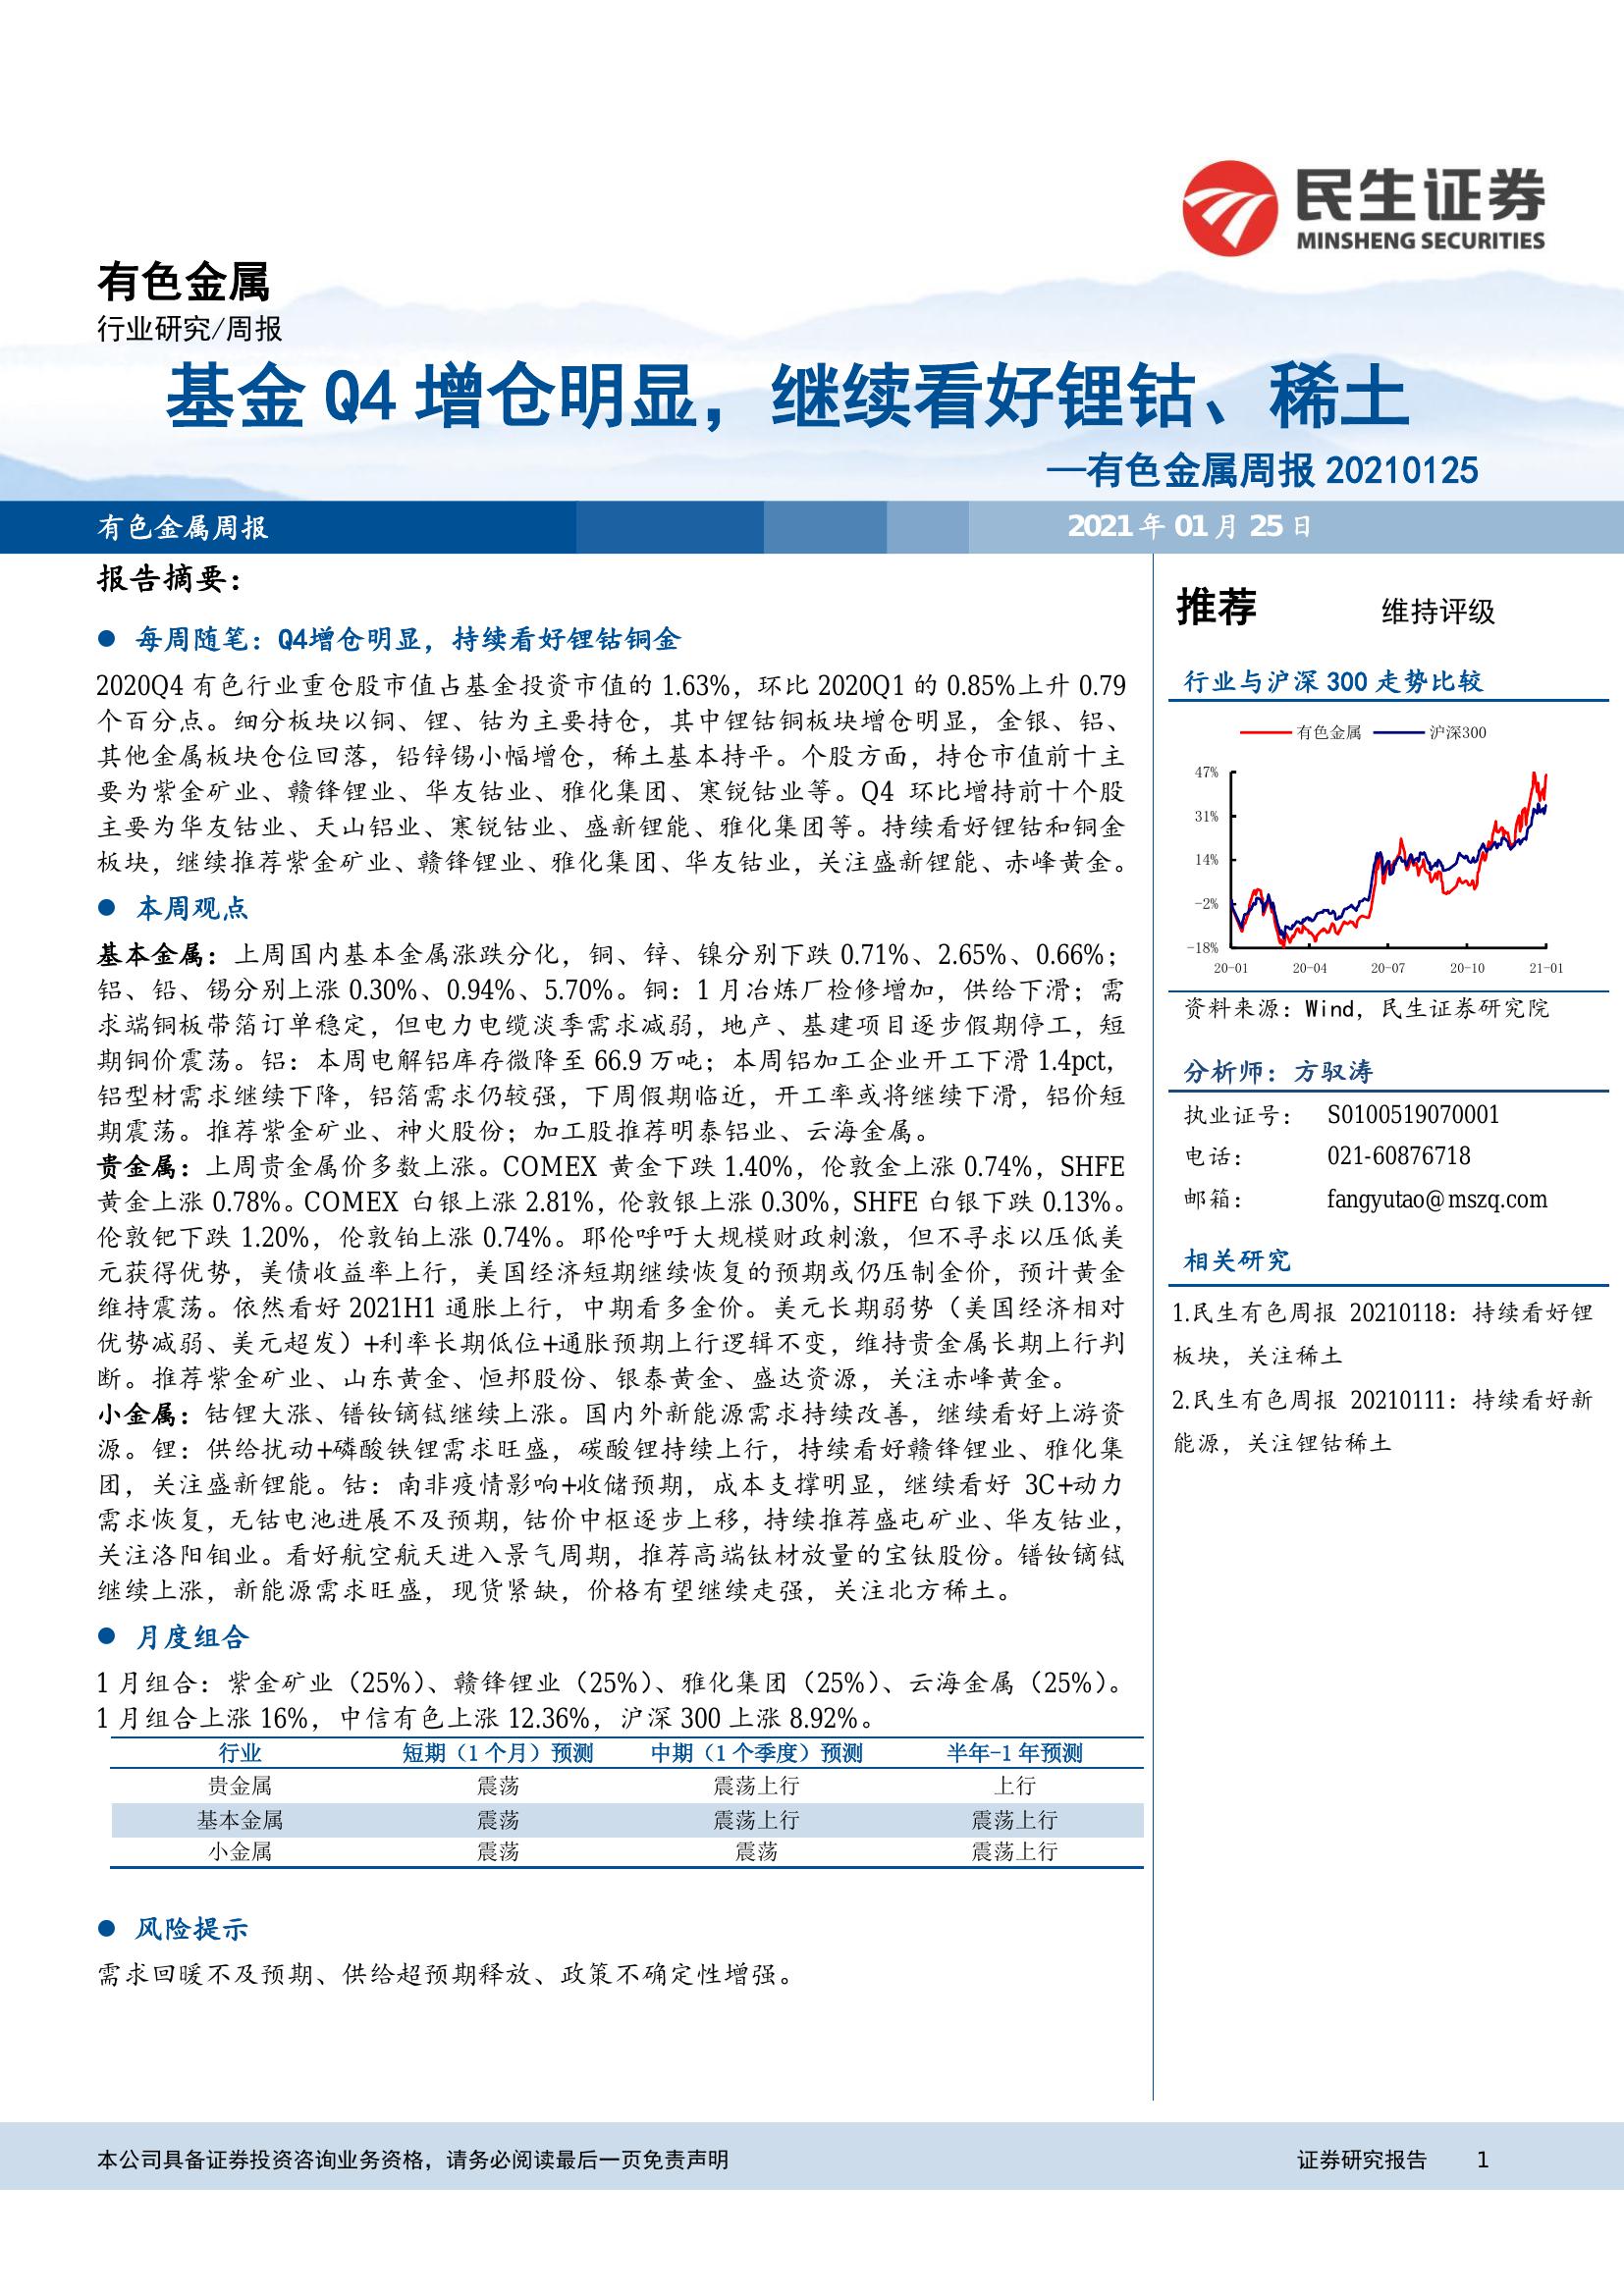 民生证券
MINSHENG SECURITIES
有色金属
行业研究/周报
基金 Q4 增仓明显，继续看好锂钴、稀土
—有色金属周报 20210125
有色金属周报
2021 年 01 月 25 日
报告摘要：
● 每周随笔：Q4增仓明显，持续看好锂钴铜金
2020Q4 有色行业重仓股市值占基金投资市值的 1.63%，环比 2020Q1 的 0.85%上升 0.79
个百分点。细分板块以铜、锂、钴为主要持仓，其中锂钴铜板块增仓明显，金银、铝、
其他金属板块仓位回落，铅锌锡小幅增仓，稀土基本持平。个股方面，持仓市值前十主
要为紫金矿业、赣锋锂业、华友钴业、雅化集团、寒锐钴业等。Q4 环比增持前十个股
主要为华友钴业、天山铝业、寒锐钴业、盛新锂能、雅化集团等。持续看好锂钴和铜金
板块，继续推荐紫金矿业、赣锋锂业、雅化集团、华友钴业，关注盛新锂能、赤峰黄金。
● 本周观点
基本金属：上周国内基本金属涨跌分化，铜、锌、镍分别下跌 0.71%、2.65%、0.66%；
铝、铅、锡分别上涨 0.30%、0.94%、5.70%。铜：1 月冶炼厂检修增加，供给下滑；需
求端铜板带箔订单稳定，但电力电缆淡季需求减弱，地产、基建项目逐步假期停工，短
期铜价震荡。铝：本周电解铝库存微降至 66.9 万吨；本周铝加工企业开工下滑 1.4pct，
铝型材需求继续下降，铝箔需求仍较强，下周假期临近，开工率或将继续下滑，铝价短
期震荡。推荐紫金矿业、神火股份；加工股推荐明泰铝业、云海金属。
贵金属：上周贵金属价多数上涨。COMEX 黄金下跌 1.40%，伦敦金上涨 0.74%，SHFE
黄金上涨 0.78%。COMEX 白银上涨 2.81%，伦敦银上涨 0.30%，SHFE 白银下跌 0.13%。
伦敦钯下跌 1.20%，伦敦铂上涨 0.74%。耶伦呼吁大规模财政刺激，但不寻求以压低美
元获得优势，美债收益率上行，美国经济短期继续恢复的预期或仍压制金价，预计黄金
维持震荡。依然看好 2021H1 通胀上行，中期看多金价。美元长期弱势（美国经济相对
优势减弱、美元超发）+利率长期低位+通胀预期上行逻辑不变，维持贵金属长期上行判
断。推荐紫金矿业、山东黄金、恒邦股份、银泰黄金、盛达资源，关注赤峰黄金。
小金属：钴锂大涨、镨钕镝铽继续上涨。国内外新能源需求持续改善，继续看好上游资
源。锂：供给扰动+磷酸铁锂需求旺盛，碳酸锂持续上行，持续看好赣锋锂业、雅化集
团，关注盛新锂能。钴：南非疫情影响+收储预期，成本支撑明显，继续看好 3C+动力
需求恢复，无钴电池进展不及预期，钴价中枢逐步上移，持续推荐盛屯矿业、华友钴业，
关注洛阳钼业。看好航空航天进入景气周期，推荐高端钛材放量的宝钛股份。镨钕镝铽
继续上涨，新能源需求旺盛，现货紧缺，价格有望继续走强，关注北方稀土。
● 月度组合
1 月组合：紫金矿业（25%）、赣锋锂业（25%）、雅化集团（25%）、云海金属（25%）。
1 月组合上涨 16%，中信有色上涨 12.36%，沪深 300 上涨 8.92%。
行业 短期（1 个月）预测 中期（1 个季度）预测 半年-1 年预测
贵金属 震荡 震荡上行 上行
基本金属 震荡 震荡上行 震荡上行
小金属 震荡 震荡 震荡上行
● 风险提示
需求回暖不及预期、供给超预期释放、政策不确定性增强。
推荐 维持评级
行业与沪深 300 走势比较
有色金属 沪深300
47%
31%
14%
-2%
-18%
20-01 20-04 20-07 20-10 21-01
资料来源：Wind，民生证券研究院
分析师：方驭涛
执业证号： S0100519070001
电话： 021-60876718
邮箱： fangyutao@mszq.com
相关研究
1.民生有色周报 20210118：持续看好锂
板块，关注稀土
2.民生有色周报 20210111：持续看好新
能源，关注锂钴稀土
本公司具备证券投资咨询业务资格，请务必阅读最后一页免责声明
证券研究报告 1